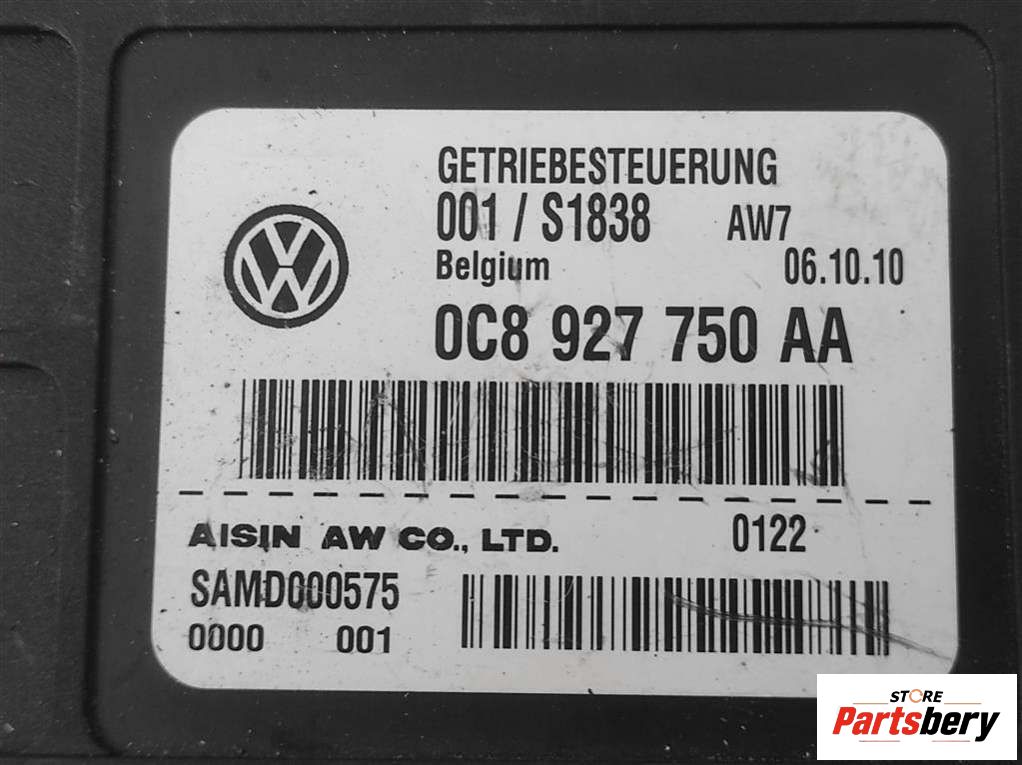 GETRIEBESTEUERUNG
001 / S1838 AW7
Belgium 06.10.10
0C8 927 750 AA
AISIN AW CO., LTD. 0122
SAMD000575
0000 001
STORE
Partsbery